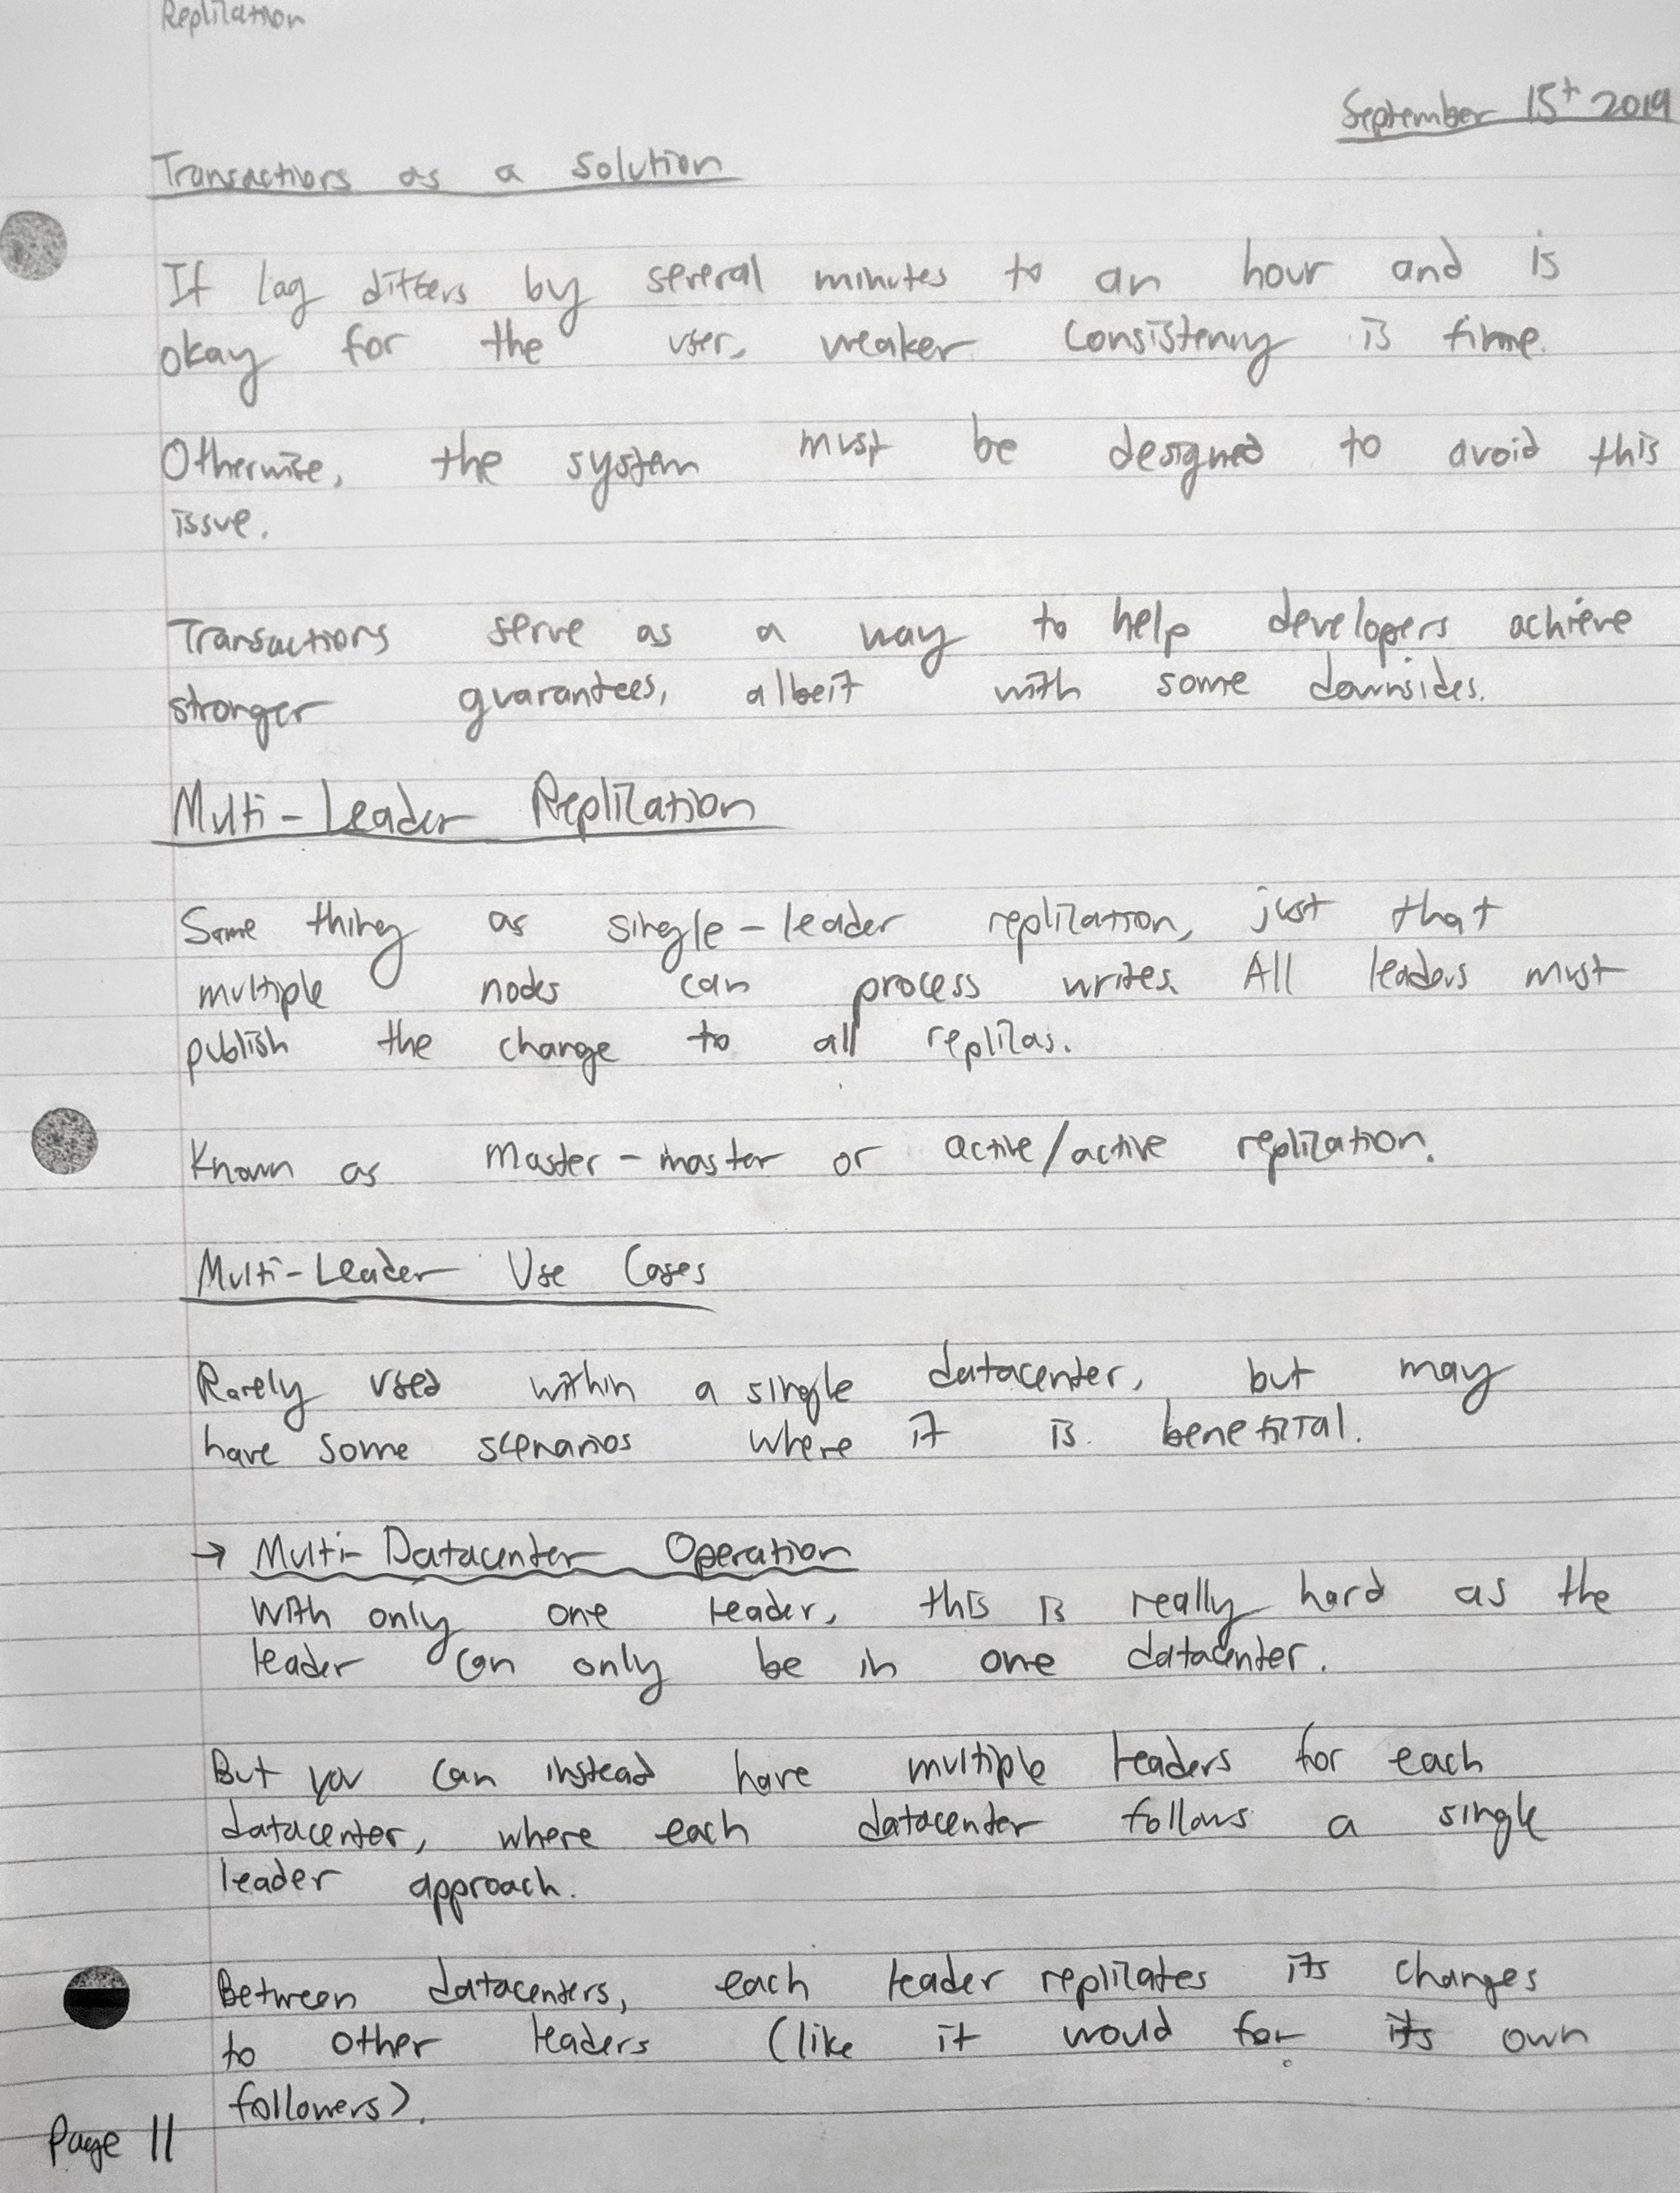 Replication
September 15th 2019
Transactions as a Solution
If lag differs by several minutes to an hour and is
okay for the user, weaker consistency is fine.
Otherwise, the system must be designed to avoid this
issue.
Transactions serve as a way to help developers achieve
stronger guarantees, albeit with some downsides.
Multi-Leader Replication
Same thing as single-leader replication, just that
multiple nodes can process writes. All leaders must
publish the change to all replicas.
Known as master-master or active/active replication.
Multi-Leader Use Cases
Rarely used within a single datacenter, but may
have some scenarios where it is beneficial.
→ Multi-Datacenter Operation
With only one leader, this is really hard as the
leader can only be in one datacenter.
But you can instead have multiple leaders for each
datacenter, where each datacenter follows a single
leader approach.
Between datacenters, each leader replicates its changes
to other leaders (like it would for its own
followers).
Page 11